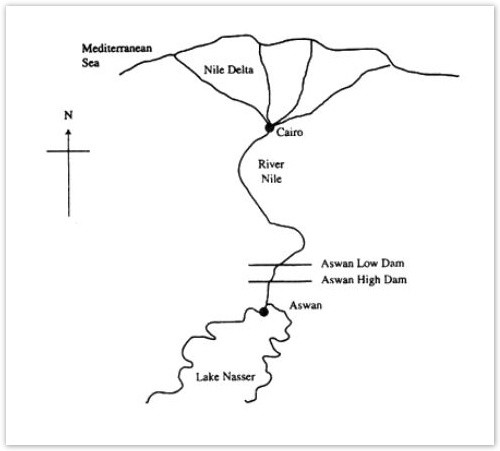 Mediterranean
Sea
Nile Delta
N
Cairo
River
Nile
Aswan Low Dam
Aswan High Dam
Aswan
Lake Nasser